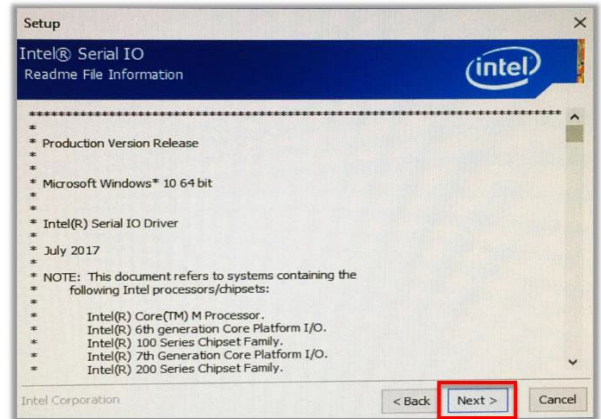 Setup
Intel® Serial IO
Readme File Information
intel
*******************************************************************************
*
* Production Version Release
*
*
* Microsoft Windows* 10 64 bit
*
*
* Intel(R) Serial IO Driver
*
* July 2017
*
* NOTE: This document refers to systems containing the
* following Intel processors/chipsets:
*
* Intel(R) Core(TM) M Processor.
* Intel(R) 6th generation Core Platform I/O.
* Intel(R) 100 Series Chipset Family.
* Intel(R) 7th Generation Core Platform I/O.
* Intel(R) 200 Series Chipset Family.
Intel Corporation
< Back
Next >
Cancel